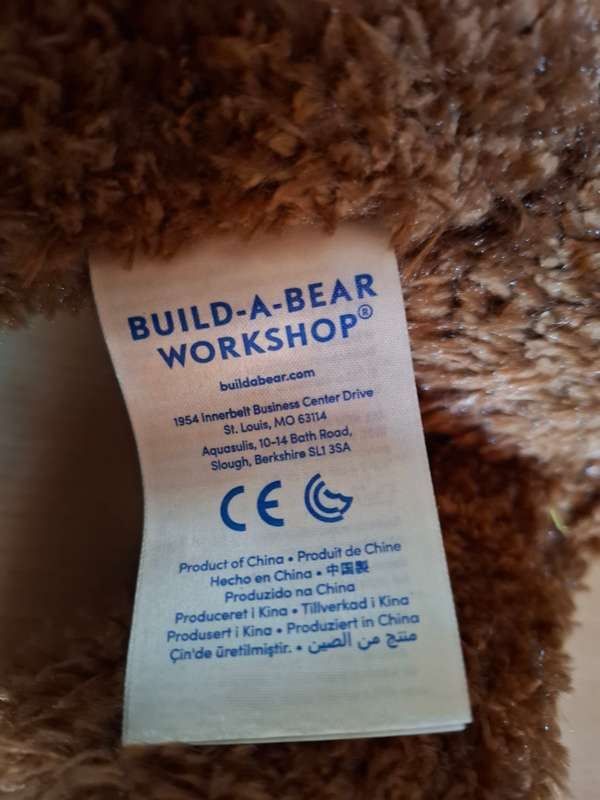 BUILD-A-BEAR
WORKSHOP®
buildabear.com
1954 Innerbelt Business Center Drive
St. Louis, MO 63114
Aquasulis, 10-14 Bath Road,
Slough, Berkshire SL1 3SA
CE
Product of China • Produit de Chine
Hecho en China • 中国製
Produzido na China
Produceret i Kina • Tillverkad i Kina
Produsert i Kina • Produziert in China
Çin'de üretilmiştir. • منتج من الصين